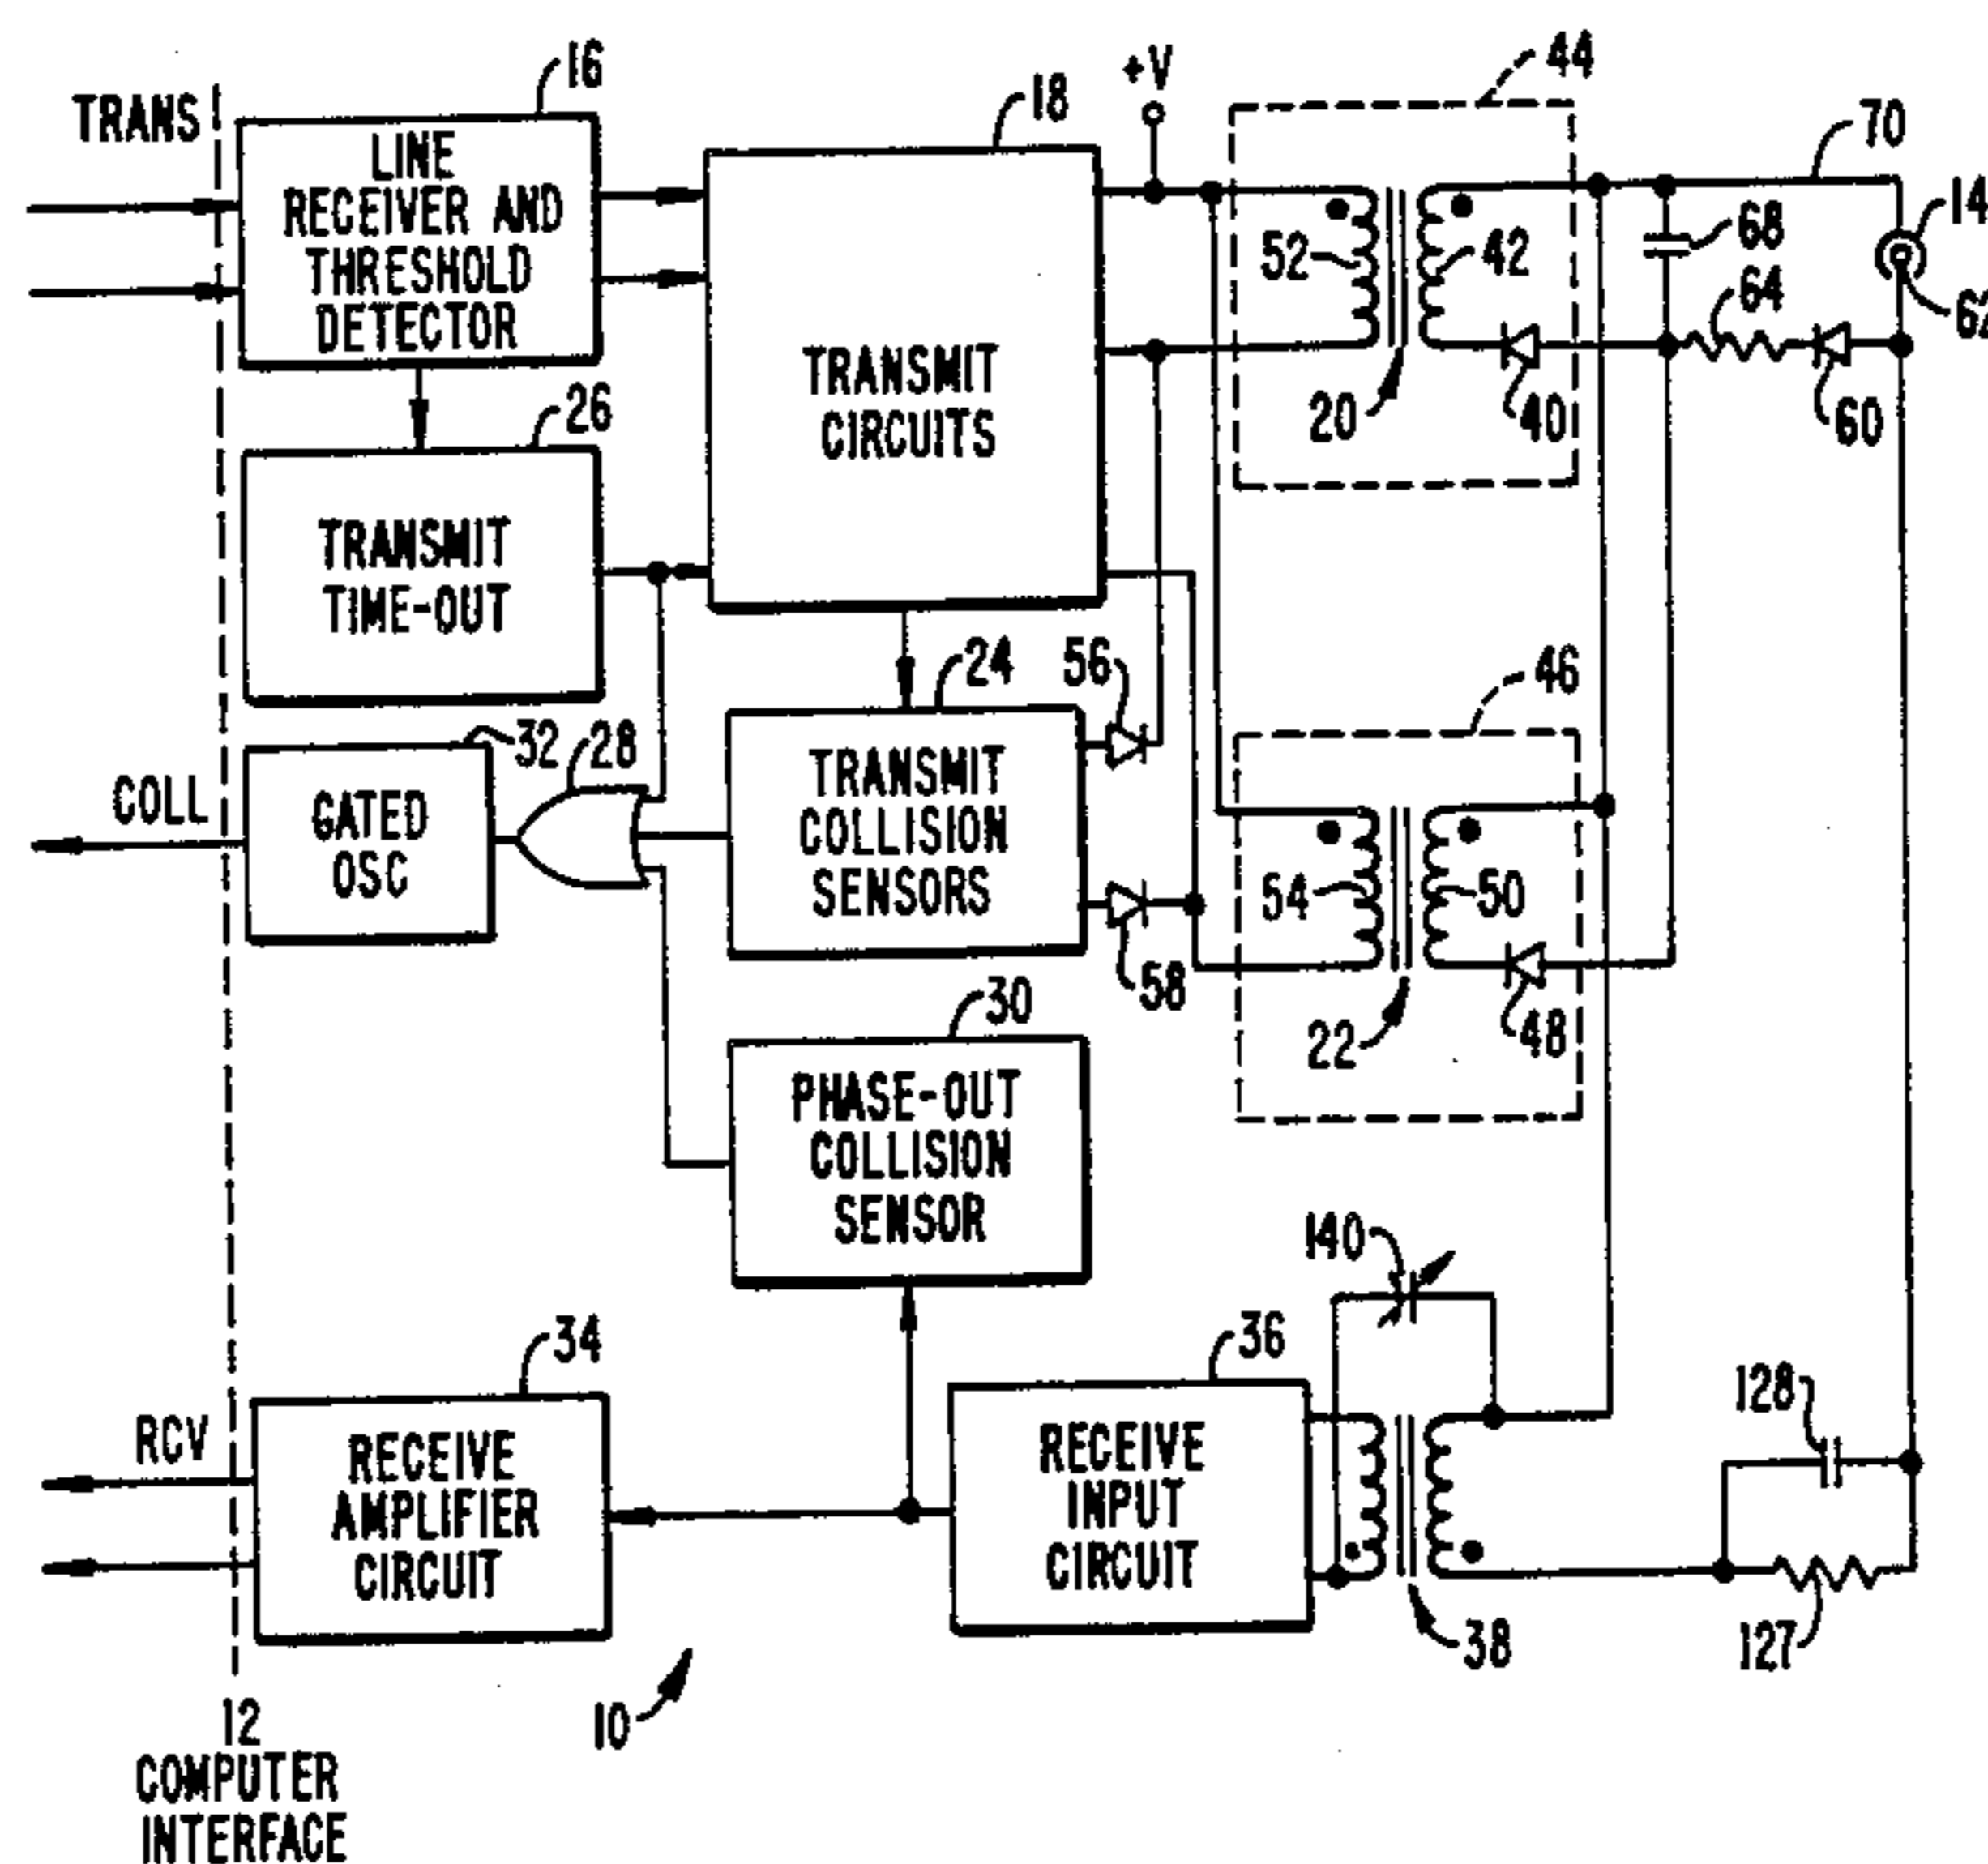 TRANS
16
LINE
RECEIVER AND
THRESHOLD
DETECTOR
18
TRANSMIT
CIRCUITS
+V
44
52
42
20
40
70
68
64
60
14
26
TRANSMIT
TIME-OUT
24
TRANSMIT
COLLISION
SENSORS
56
58
46
54
50
22
48
COLL
32
GATED
OSC
28
30
PHASE-OUT
COLLISION
SENSOR
34
RCV
RECEIVE
AMPLIFIER
CIRCUIT
36
RECEIVE
INPUT
CIRCUIT
140
38
128
127
10
12
COMPUTER
INTERFACE